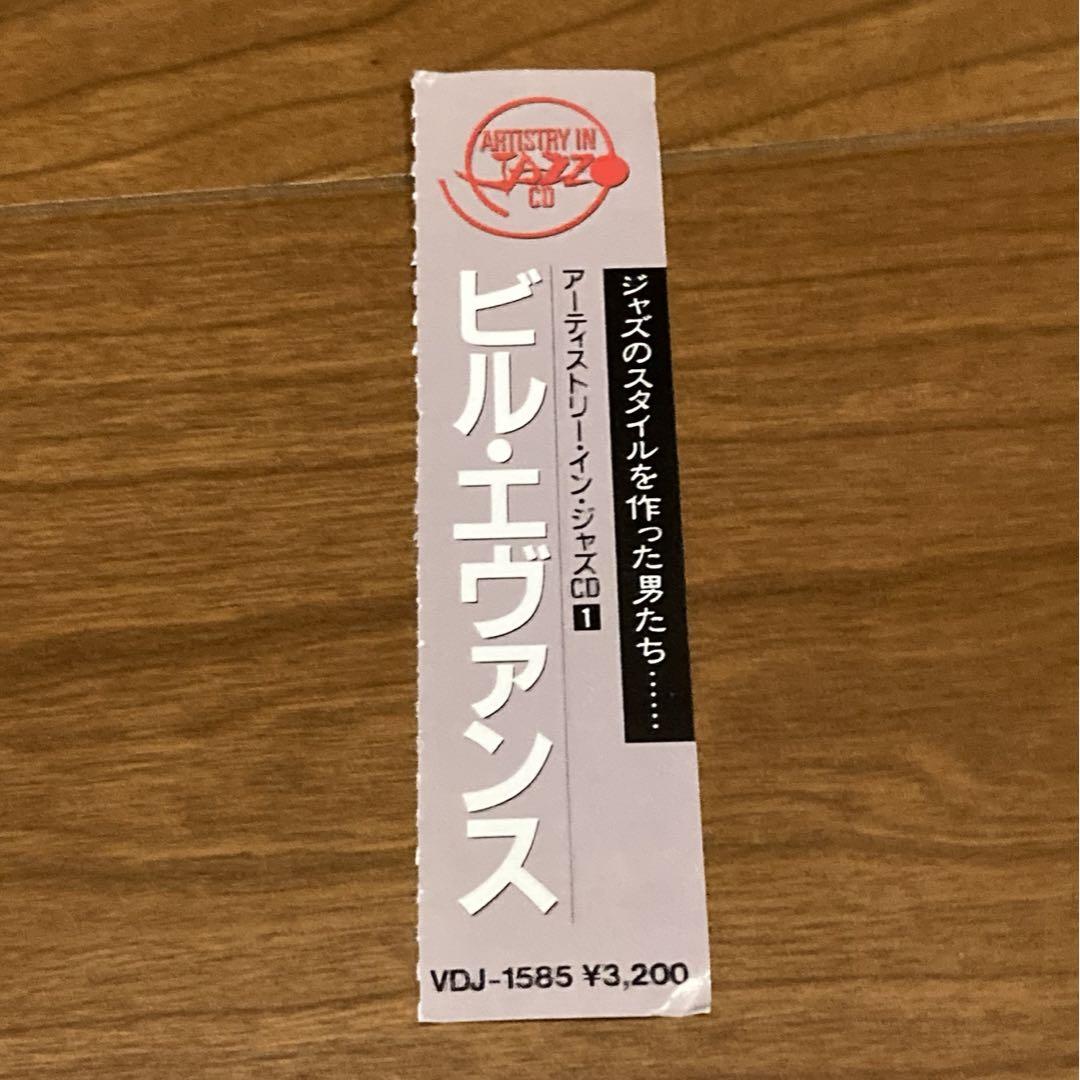 ARTISTRY IN
JAZZ
CD
ジャズのスタイルを作った男たち……
アーティストリー・イン・ジャズCD1
ビル・エヴァンス
VDJ-1585 ¥3,200